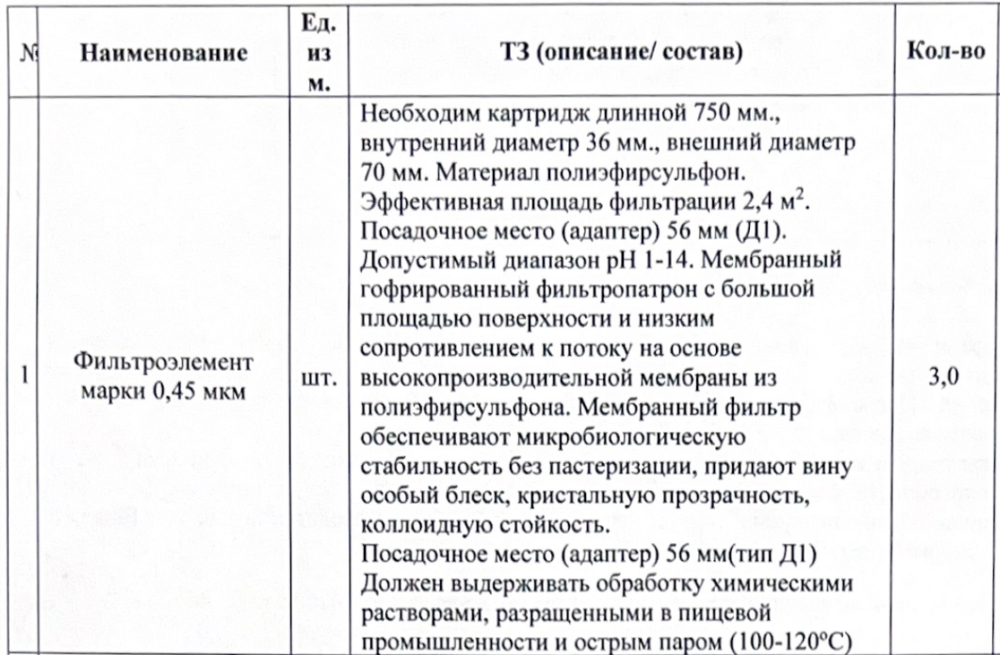 № Наименование Ед. из м. ТЗ (описание/ состав) Кол-во
1
Фильтроэлемент
марки 0,45 мкм
шт.
Необходим картридж длинной 750 мм.,
внутренний диаметр 36 мм., внешний диаметр
70 мм. Материал полиэфирсульфон.
Эффективная площадь фильтрации 2,4 м².
Посадочное место (адаптер) 56 мм (Д1).
Допустимый диапазон pH 1-14. Мембранный
гофрированный фильтропатрон с большой
площадью поверхности и низким
сопротивлением к потоку на основе
высокопроизводительной мембраны из
полиэфирсульфона. Мембранный фильтр
обеспечивают микробиологическую
стабильность без пастеризации, придают вину
особый блеск, кристальную прозрачность,
коллоидную стойкость.
Посадочное место (адаптер) 56 мм(тип Д1)
Должен выдерживать обработку химическими
растворами, разращенными в пищевой
промышленности и острым паром (100-120°С)
3,0